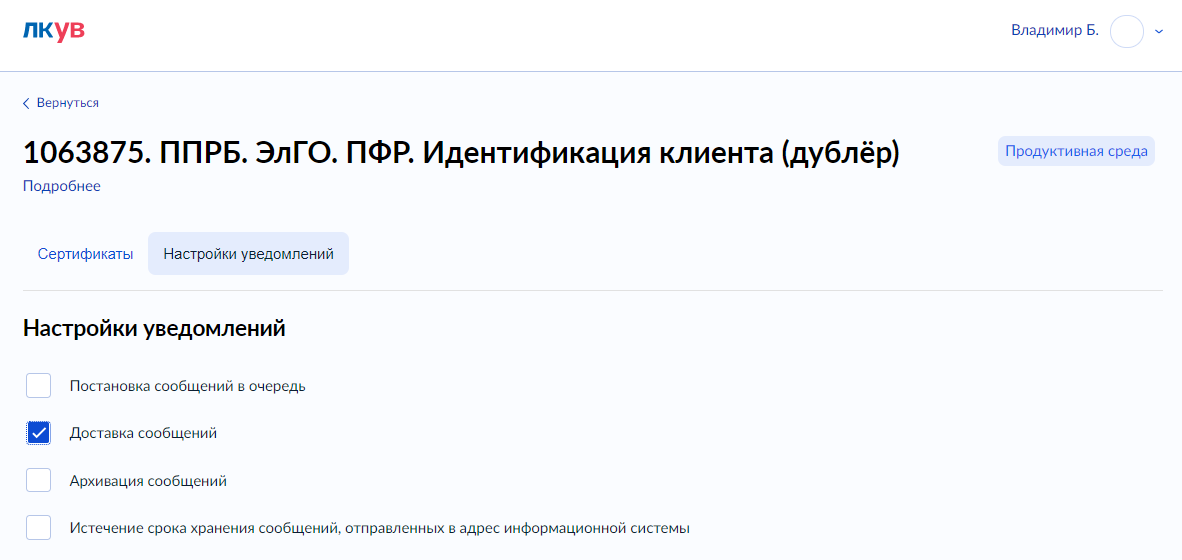 ЛКУВ
Владимир Б.
Вернуться
1063875. ППРБ. ЭлГО. ПФР. Идентификация клиента (дублёр)
Продуктивная среда
Подробнее
Сертификаты
Настройки уведомлений
Настройки уведомлений
Постановка сообщений в очередь
Доставка сообщений
Архивация сообщений
Истечение срока хранения сообщений, отправленных в адрес информационной системы